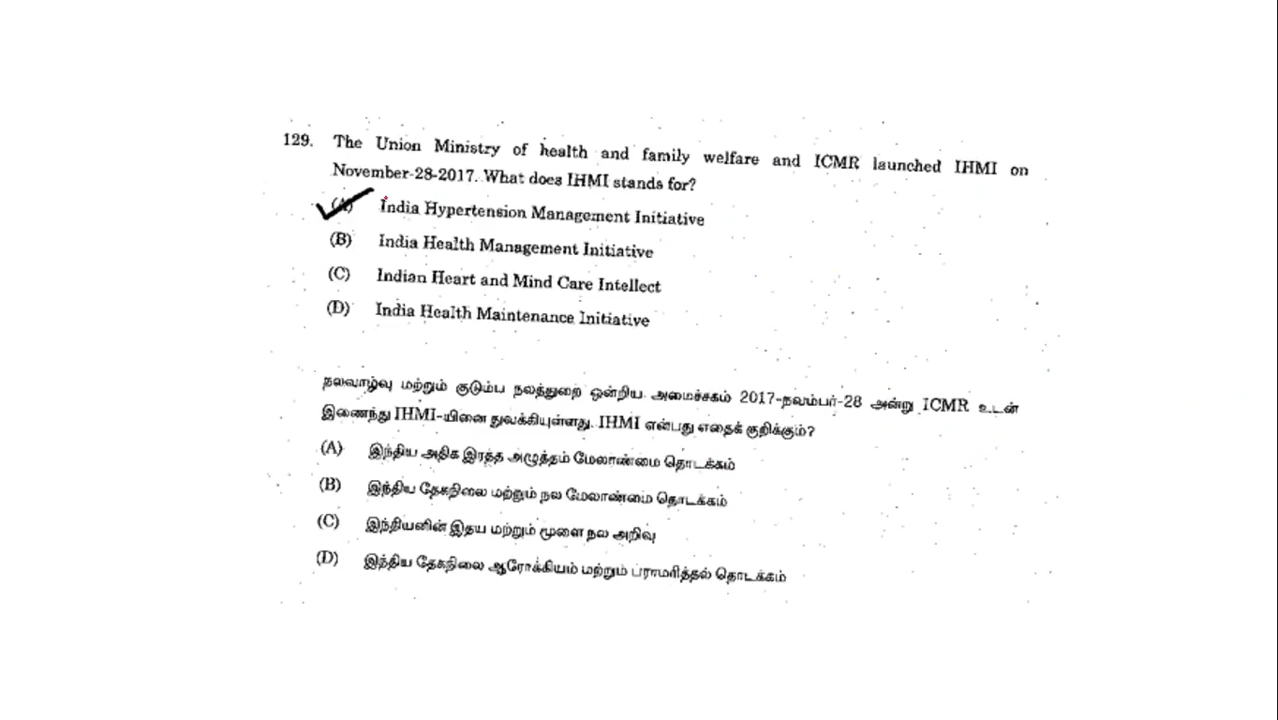 129. The Union Ministry of health and family welfare and ICMR launched IHMI on
November-28-2017. What does IHMI stands for?
(A) India Hypertension Management Initiative
(B) India Health Management Initiative
(C) Indian Heart and Mind Care Intellect
(D) India Health Maintenance Initiative
நலவாழ்வு மற்றும் குடும்ப நலத்துறை ஒன்றிய அமைச்சகம் 2017-நவம்பர்-28 அன்று ICMR உடன்
இணைந்து IHMI-யினை துவக்கியுள்ளது. IHMI என்பது எதைக் குறிக்கும்?
(A) இந்திய அதிக இரத்த அழுத்தம் மேலாண்மை தொடக்கம்
(B) இந்திய தேகநிலை மற்றும் நல மேலாண்மை தொடக்கம்
(C) இந்தியனின் இதய மற்றும் மூளை நல அறிவு
(D) இந்திய தேகநிலை ஆரோக்கியம் மற்றும் பராமரித்தல் தொடக்கம்